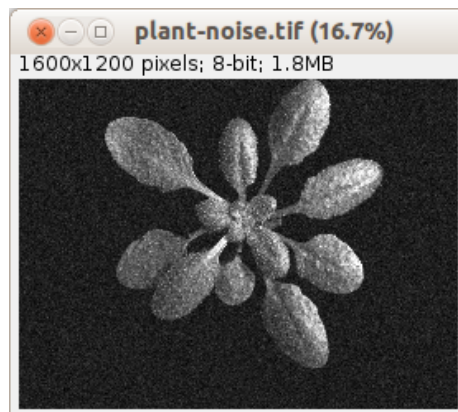 plant-noise.tif (16.7%)
1600x1200 pixels; 8-bit; 1.8MB